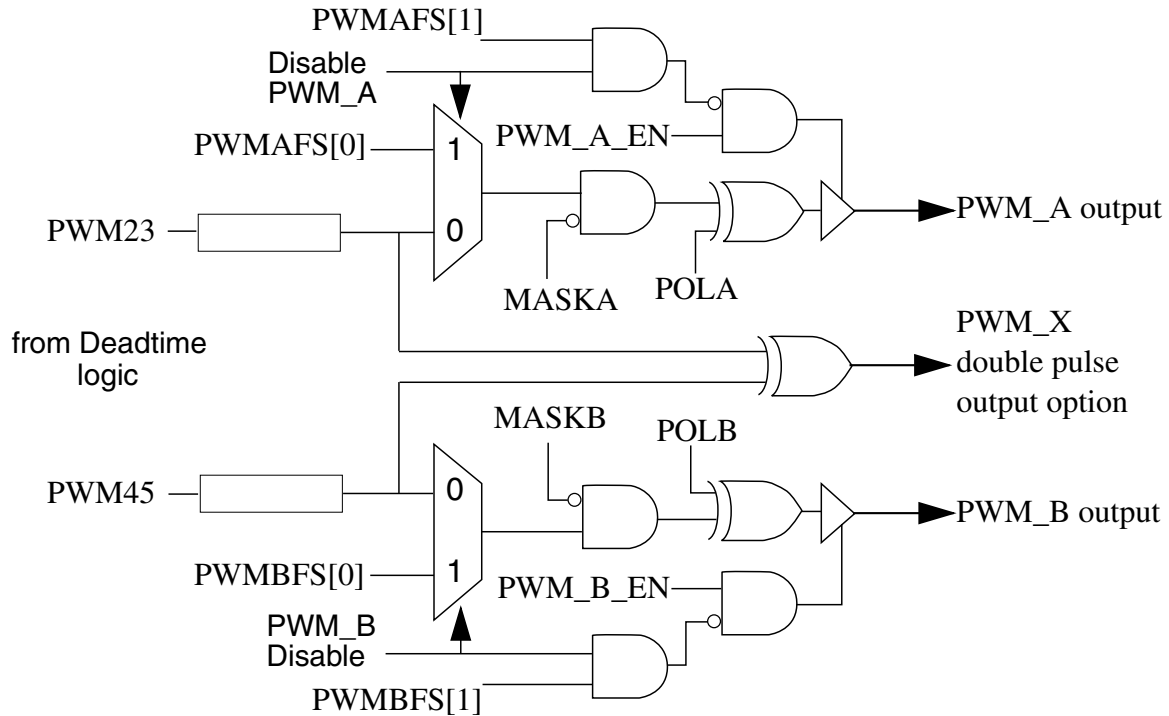 PWMAFS[1]
Disable
PWM_A
PWMAFS[0]
1
PWM_A_EN
PWM23
0
PWM_A output
MASKA
POLA
from Deadtime
logic
PWM_X
double pulse
output option
MASKB
POLB
PWM45
0
PWM_B output
PWMBFS[0]
1
PWM_B_EN
PWM_B
Disable
PWMBFS[1]